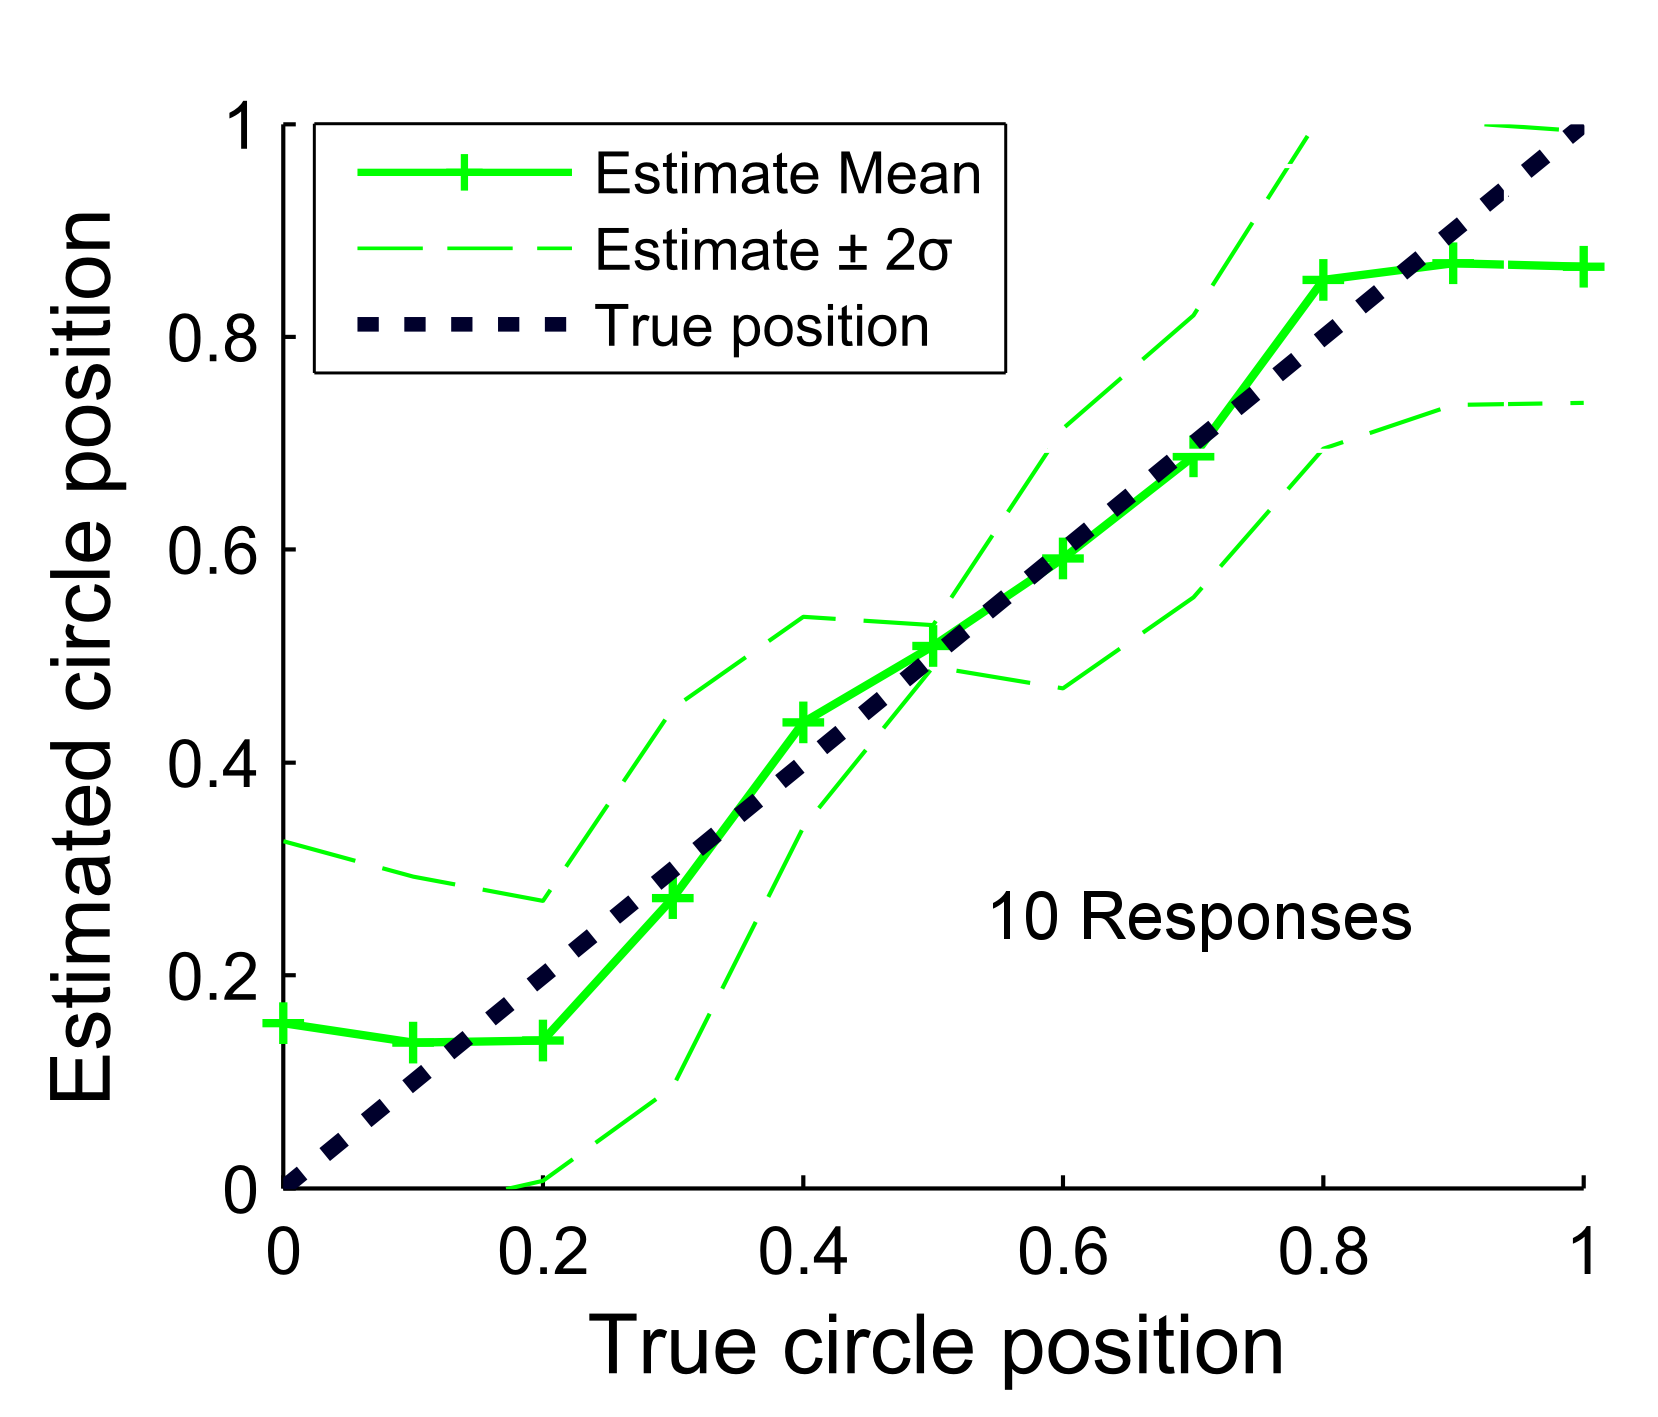 Estimate Mean
Estimate ± 2σ
True position
1
0.8
0.6
0.4
0.2
0
Estimated circle position
10 Responses
0 0.2 0.4 0.6 0.8 1
True circle position